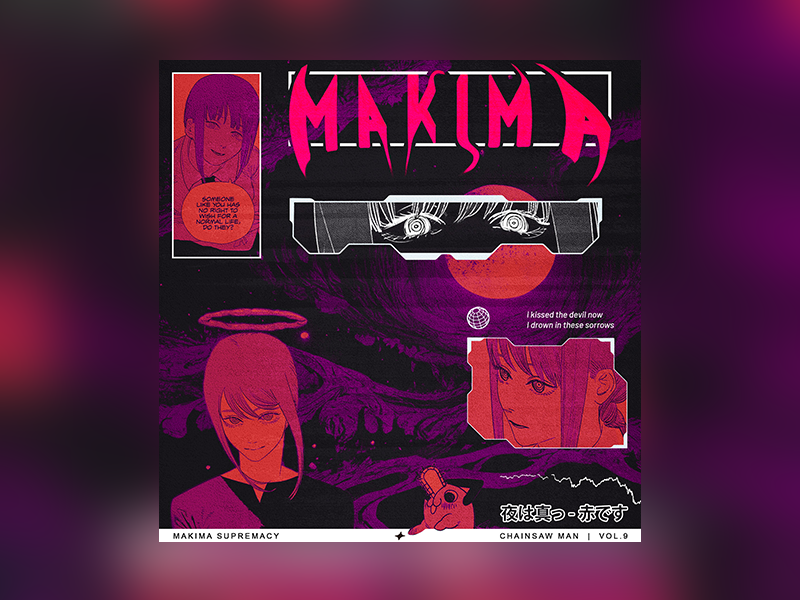 MAKIMA
SOMEONE
LIKE YOU HAS
NO RIGHT TO
WISH FOR A
NORMAL LIFE,
DO THEY?
I kissed the devil now
I drown in these sorrows
夜は真っ-赤です
MAKIMA SUPREMACY
CHAINSAW MAN | VOL.9